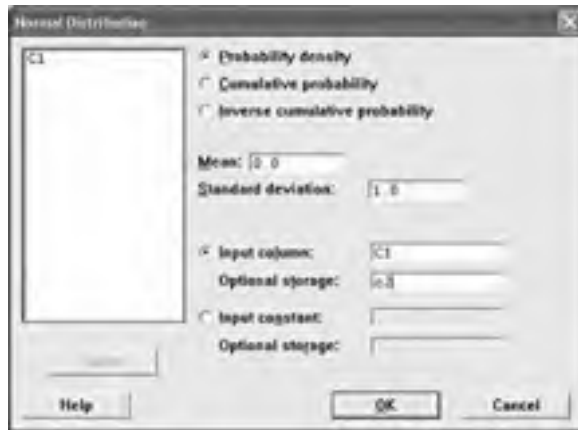 Normal Distribution
C1
Probability density
Cumulative probability
Inverse cumulative probability
Mean: 0.0
Standard deviation: 1.0
Input column: C1
Optional storage:
Input constant:
Optional storage:
Help
OK
Cancel